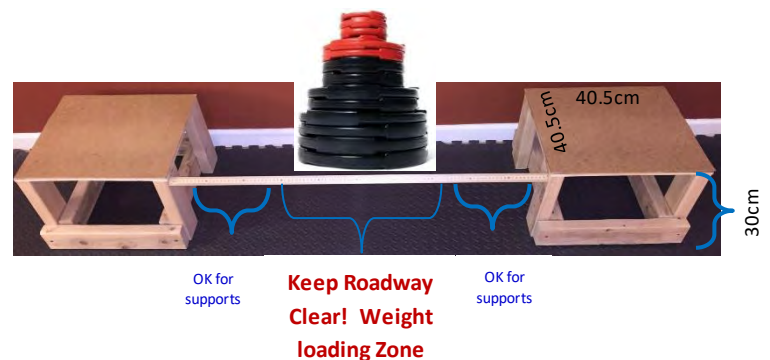 40.5cm
40.5cm
30cm
OK for
supports
Keep Roadway
Clear! Weight
loading Zone
OK for
supports